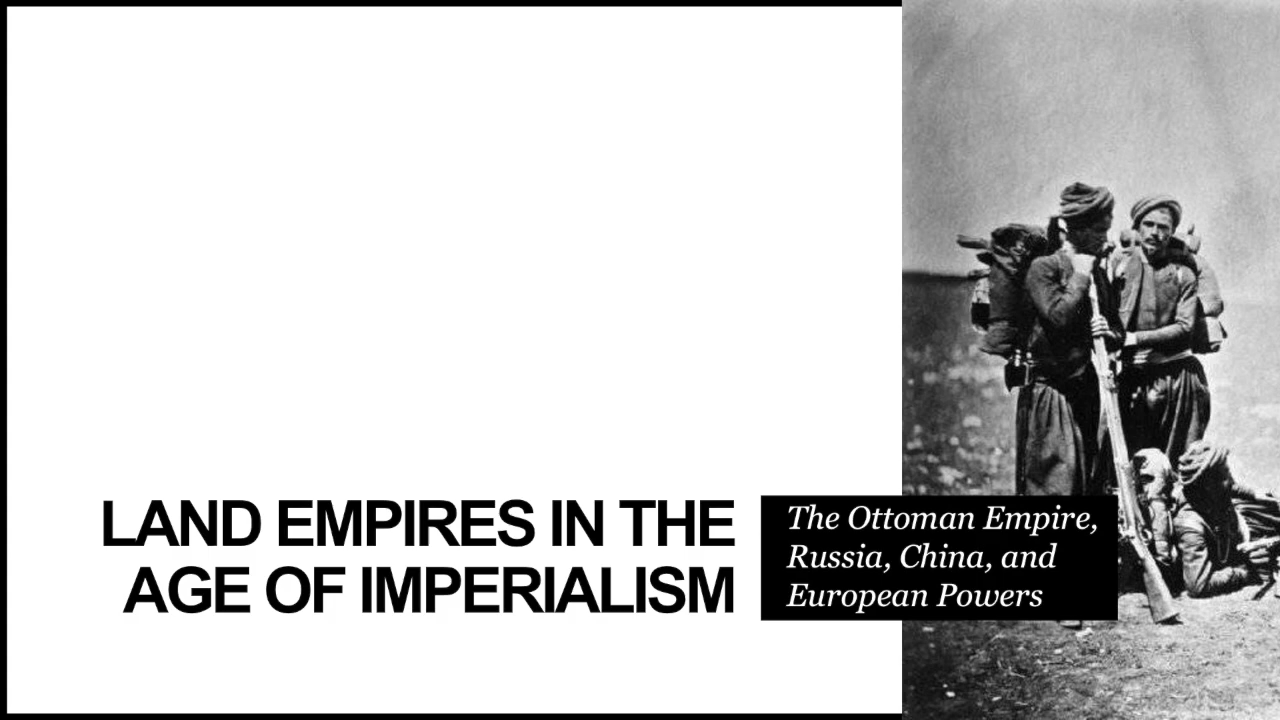 LAND EMPIRES IN THE
AGE OF IMPERIALISM
The Ottoman Empire,
Russia, China, and
European Powers